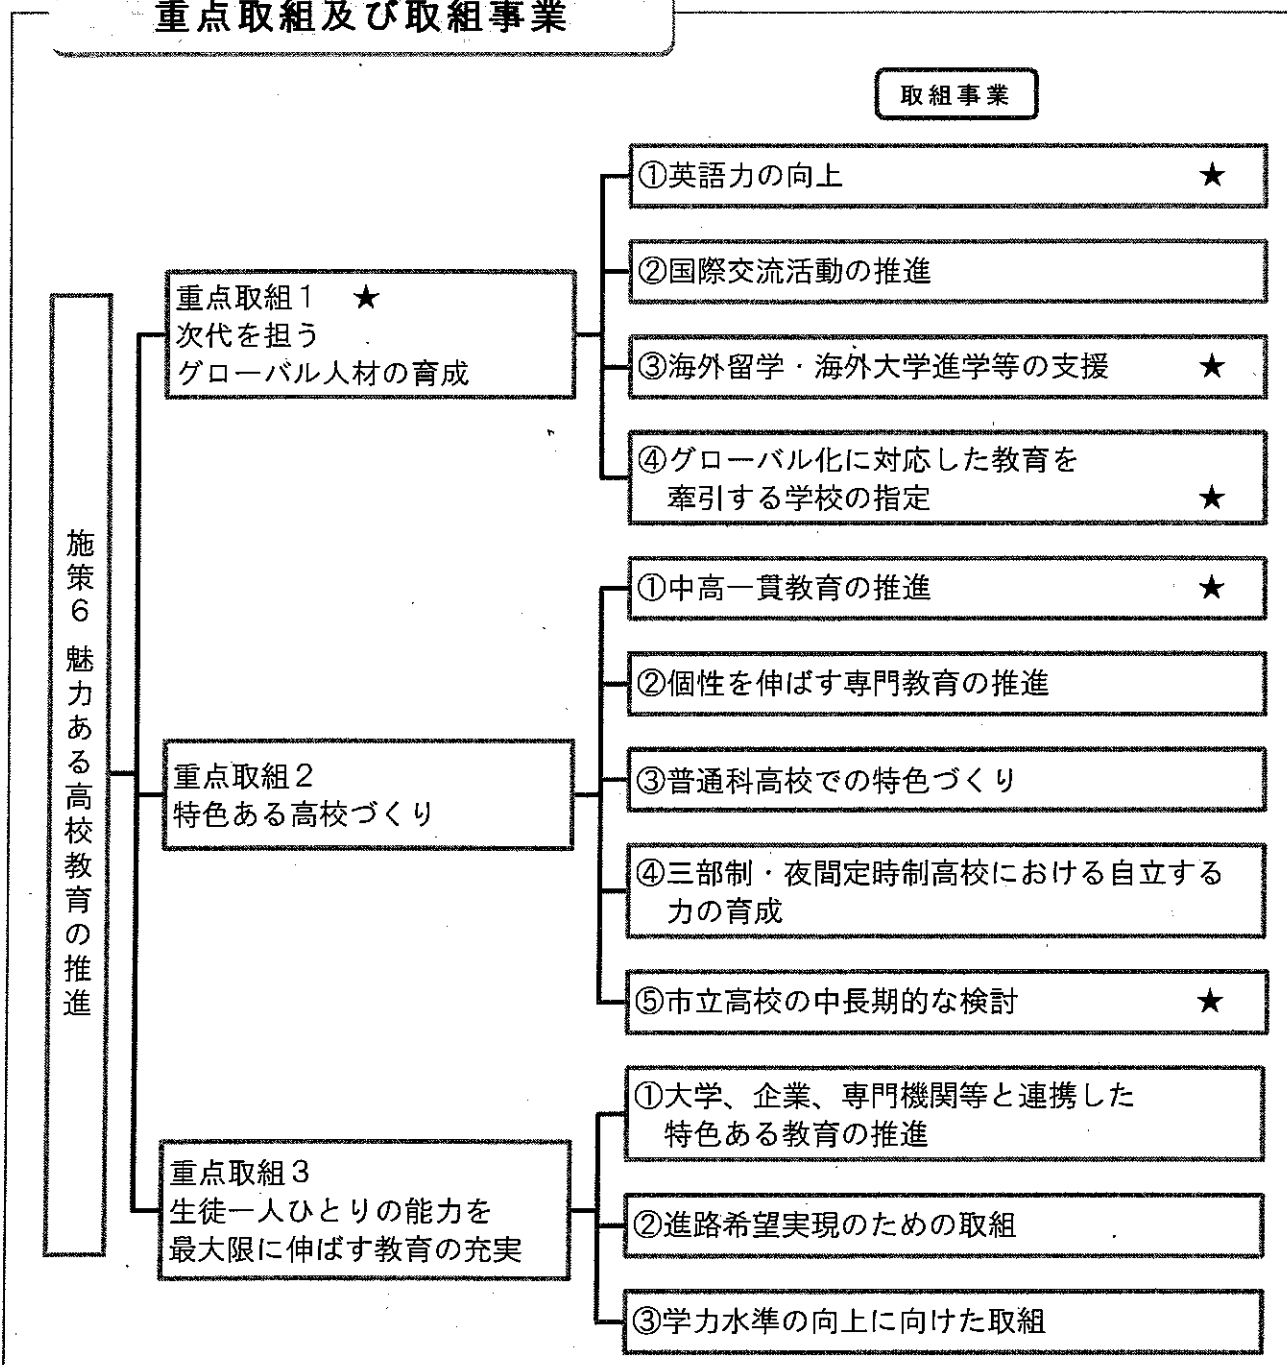 重点取組及び取組事業
取組事業
施策6 魅力ある高校教育の推進
重点取組1 ★
次代を担う
グローバル人材の育成
①英語力の向上 ★
②国際交流活動の推進
③海外留学・海外大学進学等の支援 ★
④グローバル化に対応した教育を
牽引する学校の指定 ★
重点取組2
特色ある高校づくり
①中高一貫教育の推進 ★
②個性を伸ばす専門教育の推進
③普通科高校での特色づくり
④三部制・夜間定時制高校における自立する
力の育成
⑤市立高校の中長期的な検討 ★
重点取組3
生徒一人ひとりの能力を
最大限に伸ばす教育の充実
①大学、企業、専門機関等と連携した
特色ある教育の推進
②進路希望実現のための取組
③学力水準の向上に向けた取組